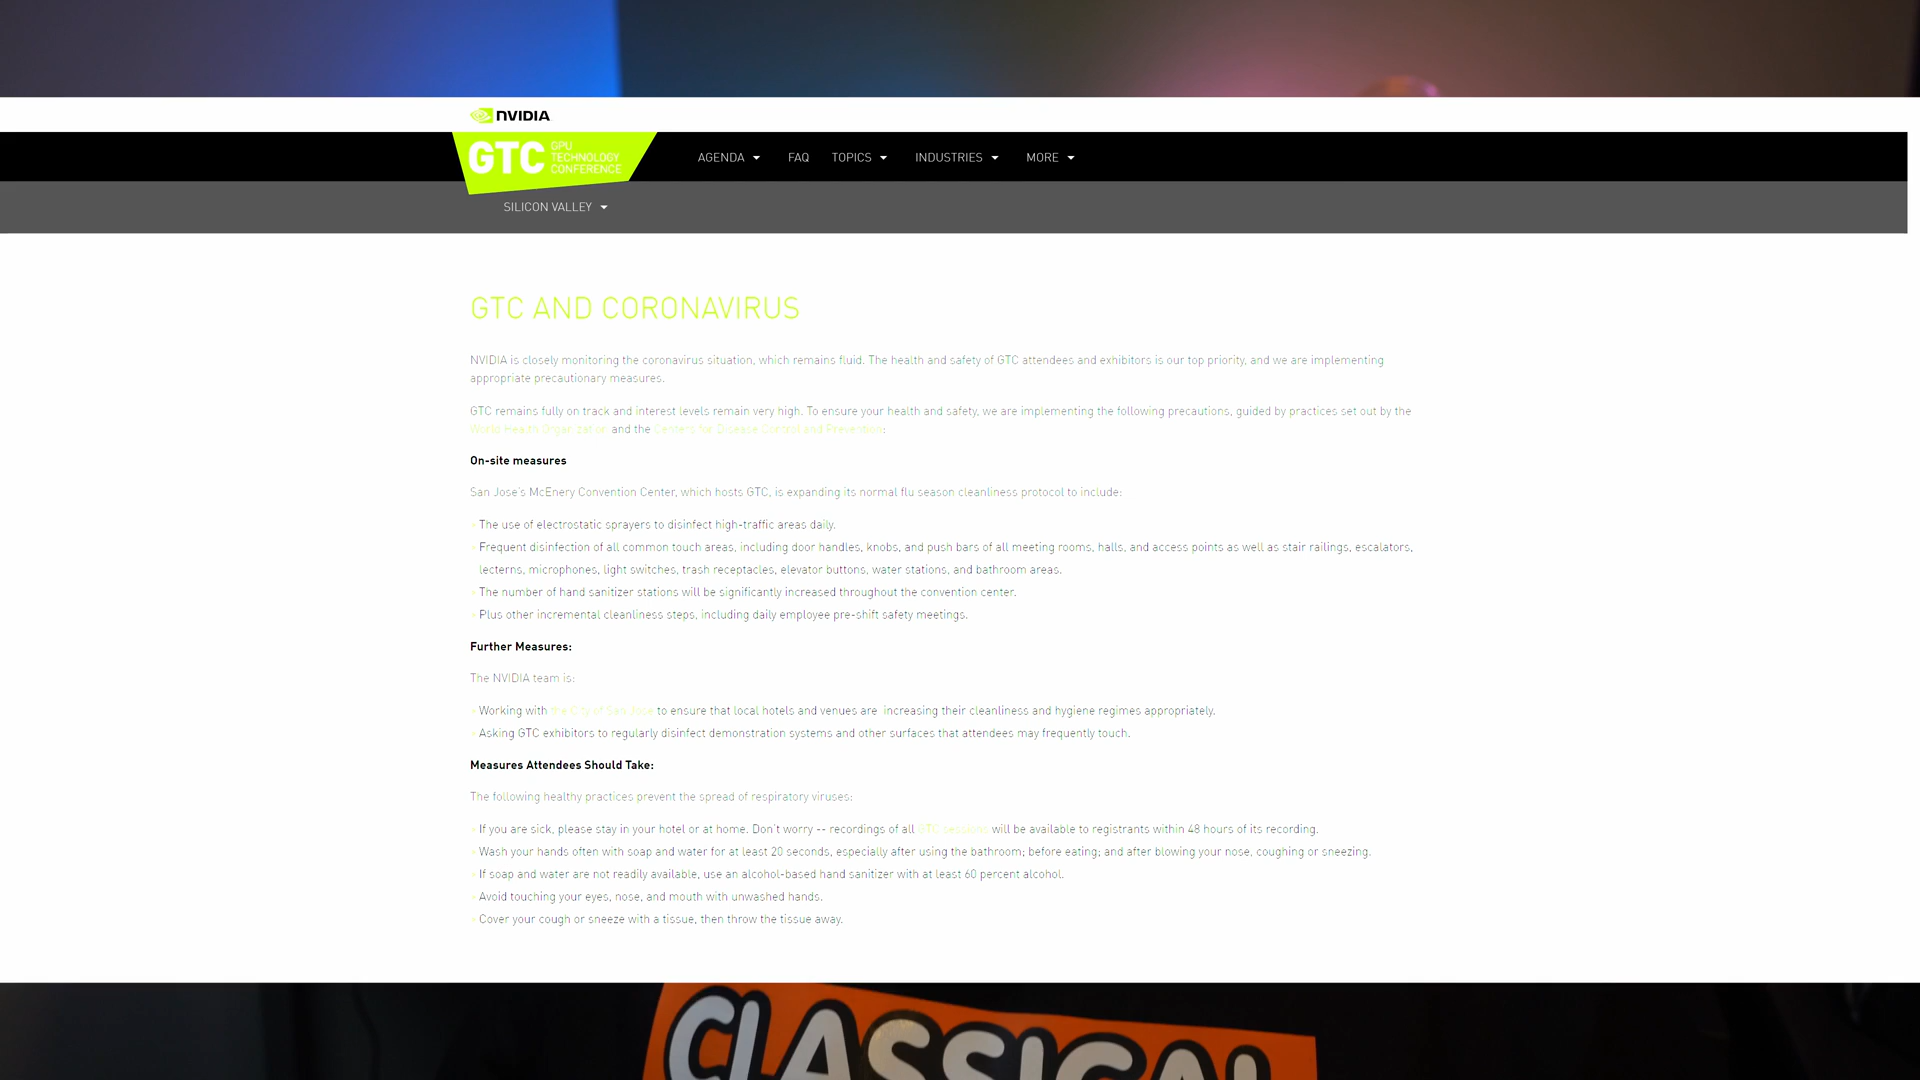 NVIDIA
GTC GPU
TECHNOLOGY
CONFERENCE
AGENDA FAQ TOPICS INDUSTRIES MORE
SILICON VALLEY
GTC AND CORONAVIRUS
NVIDIA is closely monitoring the coronavirus situation, which remains fluid. The health and safety of GTC attendees and exhibitors is our top priority, and we are implementing
appropriate precautionary measures.
GTC remains fully on track and interest levels remain very high. To ensure your health and safety, we are implementing the following precautions, guided by practices set out by the
World Health Organization and the Centers for Disease Control and Prevention:
On-site measures
San Jose's McEnery Convention Center, which hosts GTC, is expanding its normal flu season cleanliness protocol to include:
The use of electrostatic sprayers to disinfect high-traffic areas daily.
Frequent disinfection of all common touch areas, including door handles, knobs, and push bars of all meeting rooms, halls, and access points as well as stair railings, escalators,
lecterns, microphones, light switches, trash receptacles, elevator buttons, water stations, and bathroom areas.
The number of hand sanitizer stations will be significantly increased throughout the convention center.
Plus other incremental cleanliness steps, including daily employee pre-shift safety meetings.
Further Measures:
The NVIDIA team is:
Working with the City of San Jose to ensure that local hotels and venues are increasing their cleanliness and hygiene regimes appropriately.
Asking GTC exhibitors to regularly disinfect demonstration systems and other surfaces that attendees may frequently touch.
Measures Attendees Should Take:
The following healthy practices prevent the spread of respiratory viruses:
If you are sick, please stay in your hotel or at home. Don't worry -- recordings of all GTC sessions will be available to registrants within 48 hours of its recording.
Wash your hands often with soap and water for at least 20 seconds, especially after using the bathroom; before eating; and after blowing your nose, coughing or sneezing.
If soap and water are not readily available, use an alcohol-based hand sanitizer with at least 60 percent alcohol.
Avoid touching your eyes, nose, and mouth with unwashed hands.
Cover your cough or sneeze with a tissue, then throw the tissue away.
CLASSICAL